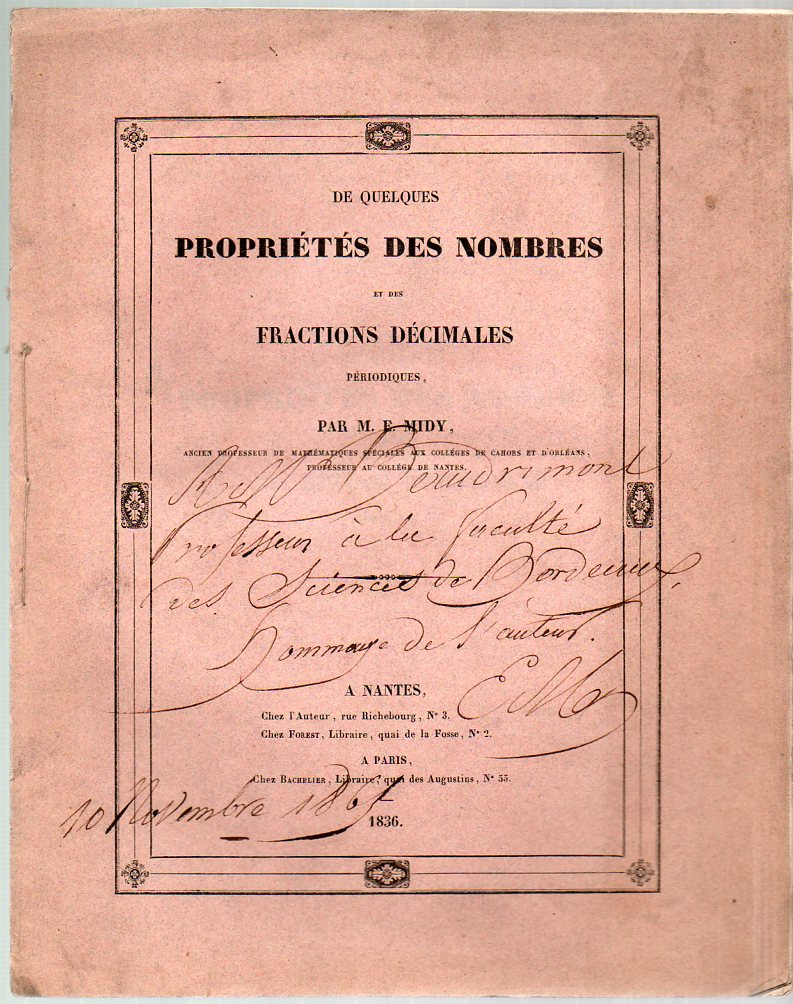 DE QUELQUES
PROPRIÉTÉS DES NOMBRES
ET DES
FRACTIONS DÉCIMALES
PÉRIODIQUES,
PAR M. E. MIDY,
ANCIEN PROFESSEUR DE MATHÉMATIQUES SPÉCIALES AUX COLLÉGES DE CAHORS ET D'ORLÉANS,
PROFESSEUR AU COLLÉGE DE NANTES.
A M Beaudrimont
Professeur à la faculté
des Sciences de Bordeaux.
hommage de l'auteur.
EM
A NANTES,
Chez l'Auteur, rue Richebourg, N° 3.
Chez FOREST, Libraire, quai de la Fosse, N° 2.
A PARIS,
Chez BACHELIER, Libraire, quai des Augustins, N° 55.
10 Novembre
1836.